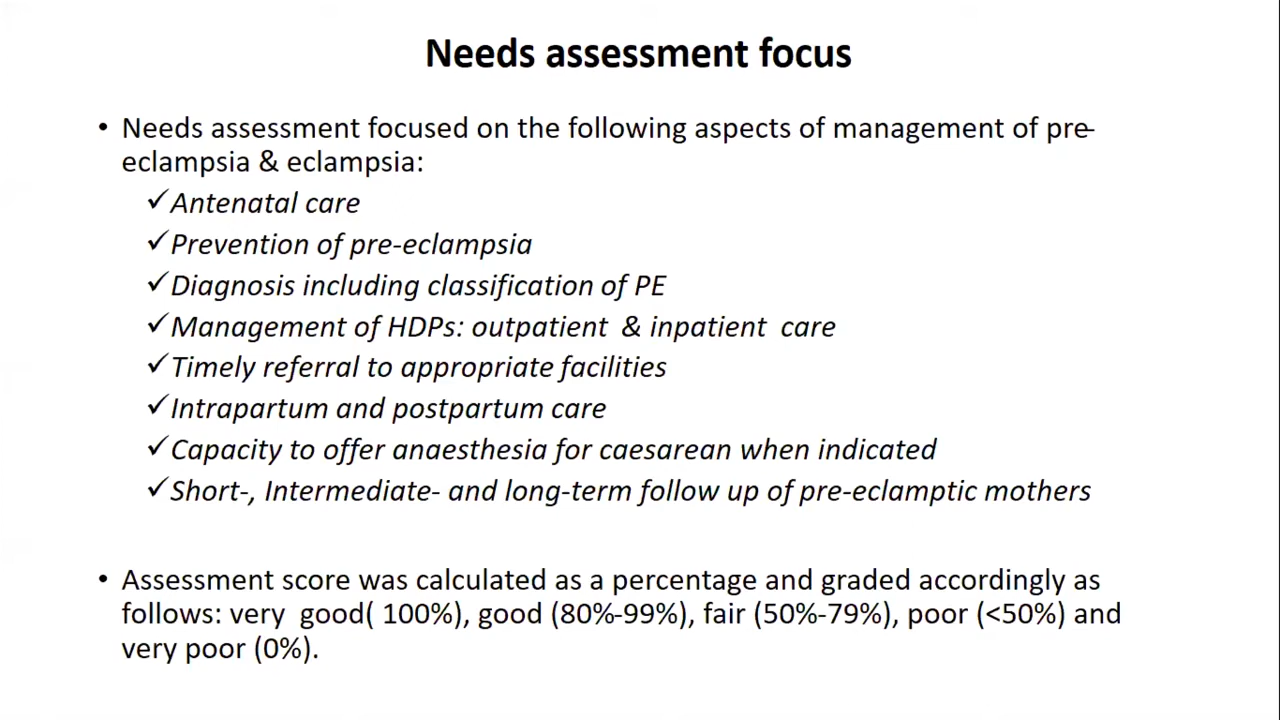 Needs assessment focus
• Needs assessment focused on the following aspects of management of pre-
eclampsia & eclampsia:
✓Antenatal care
✓Prevention of pre-eclampsia
✓Diagnosis including classification of PE
✓Management of HDPs: outpatient & inpatient care
✓Timely referral to appropriate facilities
✓Intrapartum and postpartum care
✓Capacity to offer anaesthesia for caesarean when indicated
✓Short-, Intermediate- and long-term follow up of pre-eclamptic mothers
• Assessment score was calculated as a percentage and graded accordingly as
follows: very good( 100%), good (80%-99%), fair (50%-79%), poor (<50%) and
very poor (0%).